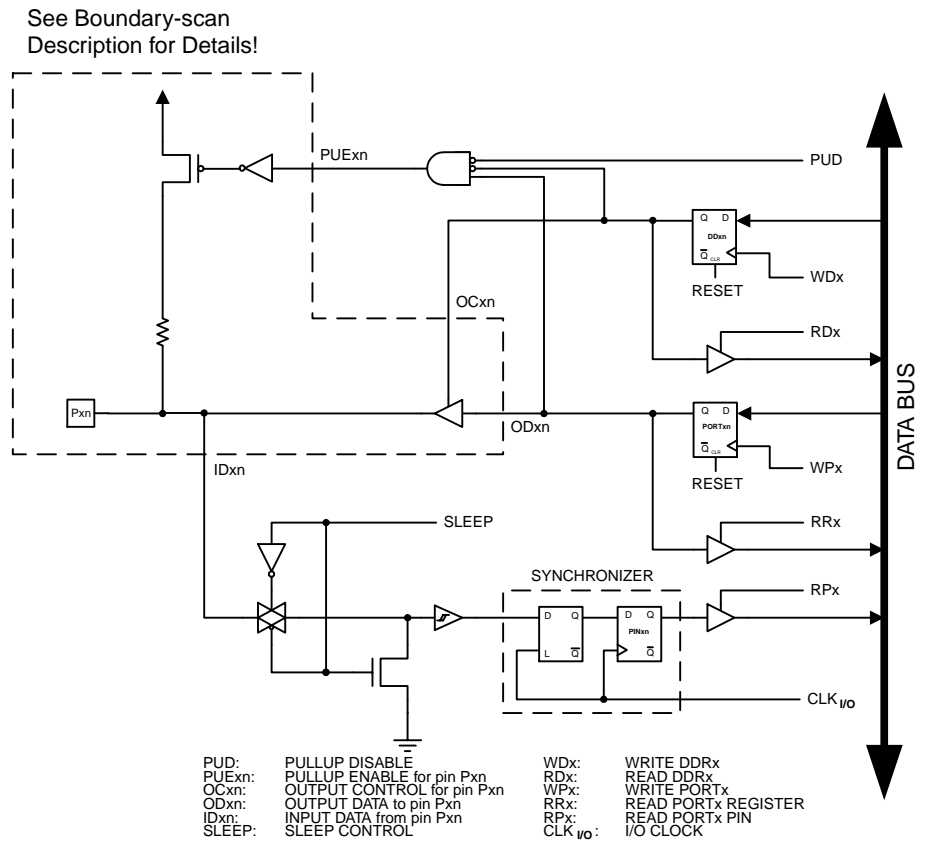 See Boundary-scan
Description for Details!
PUExn
PUD
Q D
DDxn
Q CLR
RESET
WDx
OCxn
RDx
Pxn
ODxn
Q D
PORTxn
Q CLR
RESET
WPx
IDxn
SLEEP
RRx
SYNCHRONIZER
RPx
D Q
L Q
D Q
PINxn
Q
CLK I/O
DATA BUS
PUD: PULLUP DISABLE
PUExn: PULLUP ENABLE for pin Pxn
OCxn: OUTPUT CONTROL for pin Pxn
ODxn: OUTPUT DATA to pin Pxn
IDxn: INPUT DATA from pin Pxn
SLEEP: SLEEP CONTROL
WDx: WRITE DDRx
RDx: READ DDRx
WPx: WRITE PORTx
RRx: READ PORTx REGISTER
RPx: READ PORTx PIN
CLK I/O: I/O CLOCK